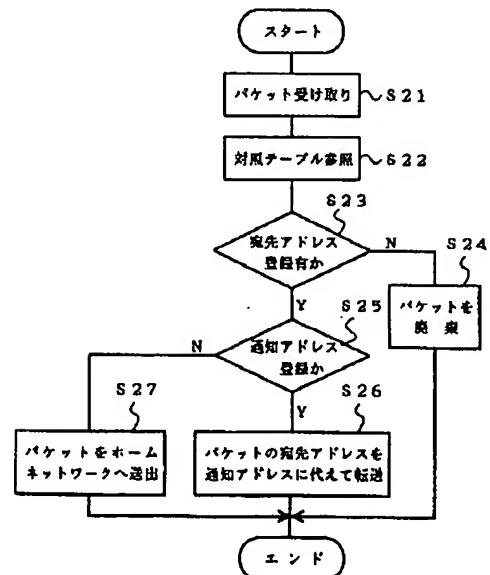 スタート
パケット受け取り
S21
対照テーブル参照
S22
S23
宛先アドレス
登録有か
N
S24
パケットを
廃棄
Y
S25
通知アドレス
登録か
N
S27
パケットをホーム
ネットワークへ送出
Y
S26
パケットの宛先アドレスを
通知アドレスに代えて転送
エンド